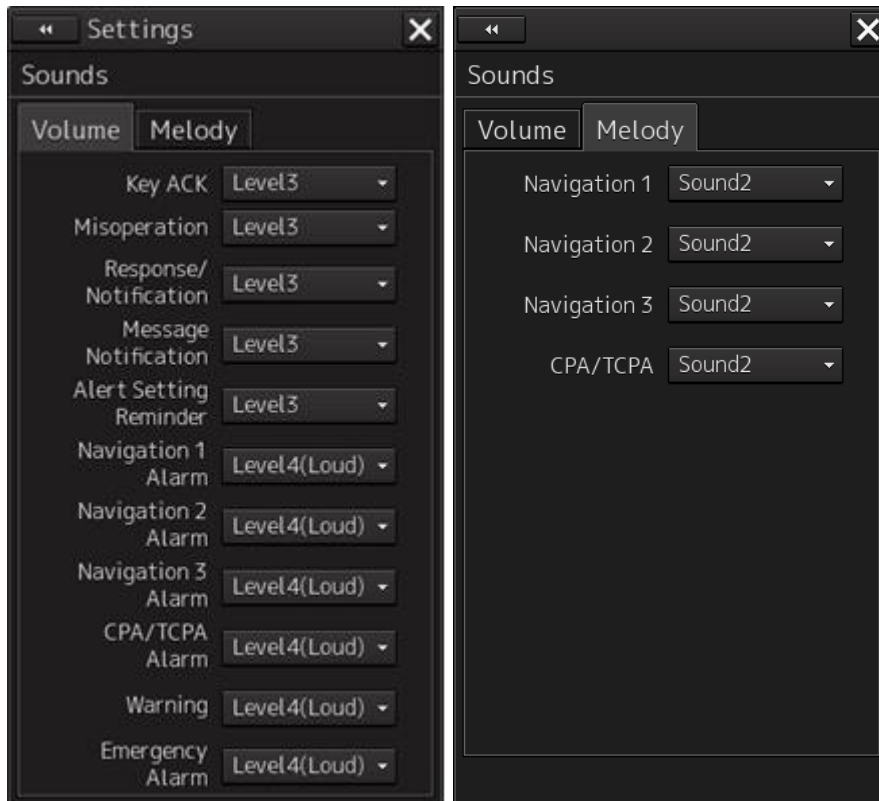 Settings
Sounds
Volume Melody
Key ACK Level3
Misoperation Level3
Response/
Notification Level3
Message
Notification Level3
Alert Setting
Reminder Level3
Navigation 1
Alarm Level4(Loud)
Navigation 2
Alarm Level4(Loud)
Navigation 3
Alarm Level4(Loud)
CPA/TCPA
Alarm Level4(Loud)
Warning Level4(Loud)
Emergency
Alarm Level4(Loud)
Sounds
Volume Melody
Navigation 1 Sound2
Navigation 2 Sound2
Navigation 3 Sound2
CPA/TCPA Sound2